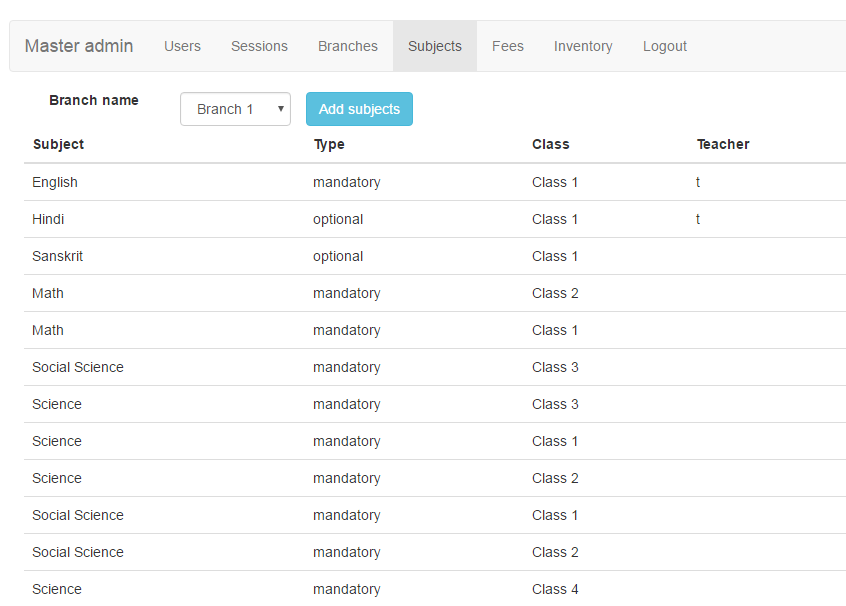 Master admin Users Sessions Branches Subjects Fees Inventory Logout
Branch name Branch 1 Add subjects
Subject Type Class Teacher
English mandatory Class 1 t
Hindi optional Class 1 t
Sanskrit optional Class 1
Math mandatory Class 2
Math mandatory Class 1
Social Science mandatory Class 3
Science mandatory Class 3
Science mandatory Class 1
Science mandatory Class 2
Social Science mandatory Class 1
Social Science mandatory Class 2
Science mandatory Class 4